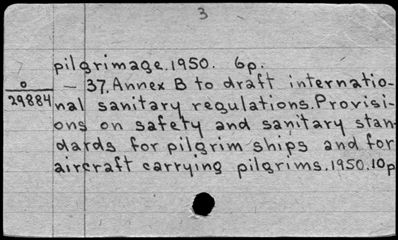 3
pilgrimage.1950. 6p.
o — 37. Annex B to draft internatio-
29884 nal sanitary regulations. Provisi-
ons on safety and sanitary stan-
dards for pilgrim ships and for
aircraft carrying pilgrims. 1950. 10p